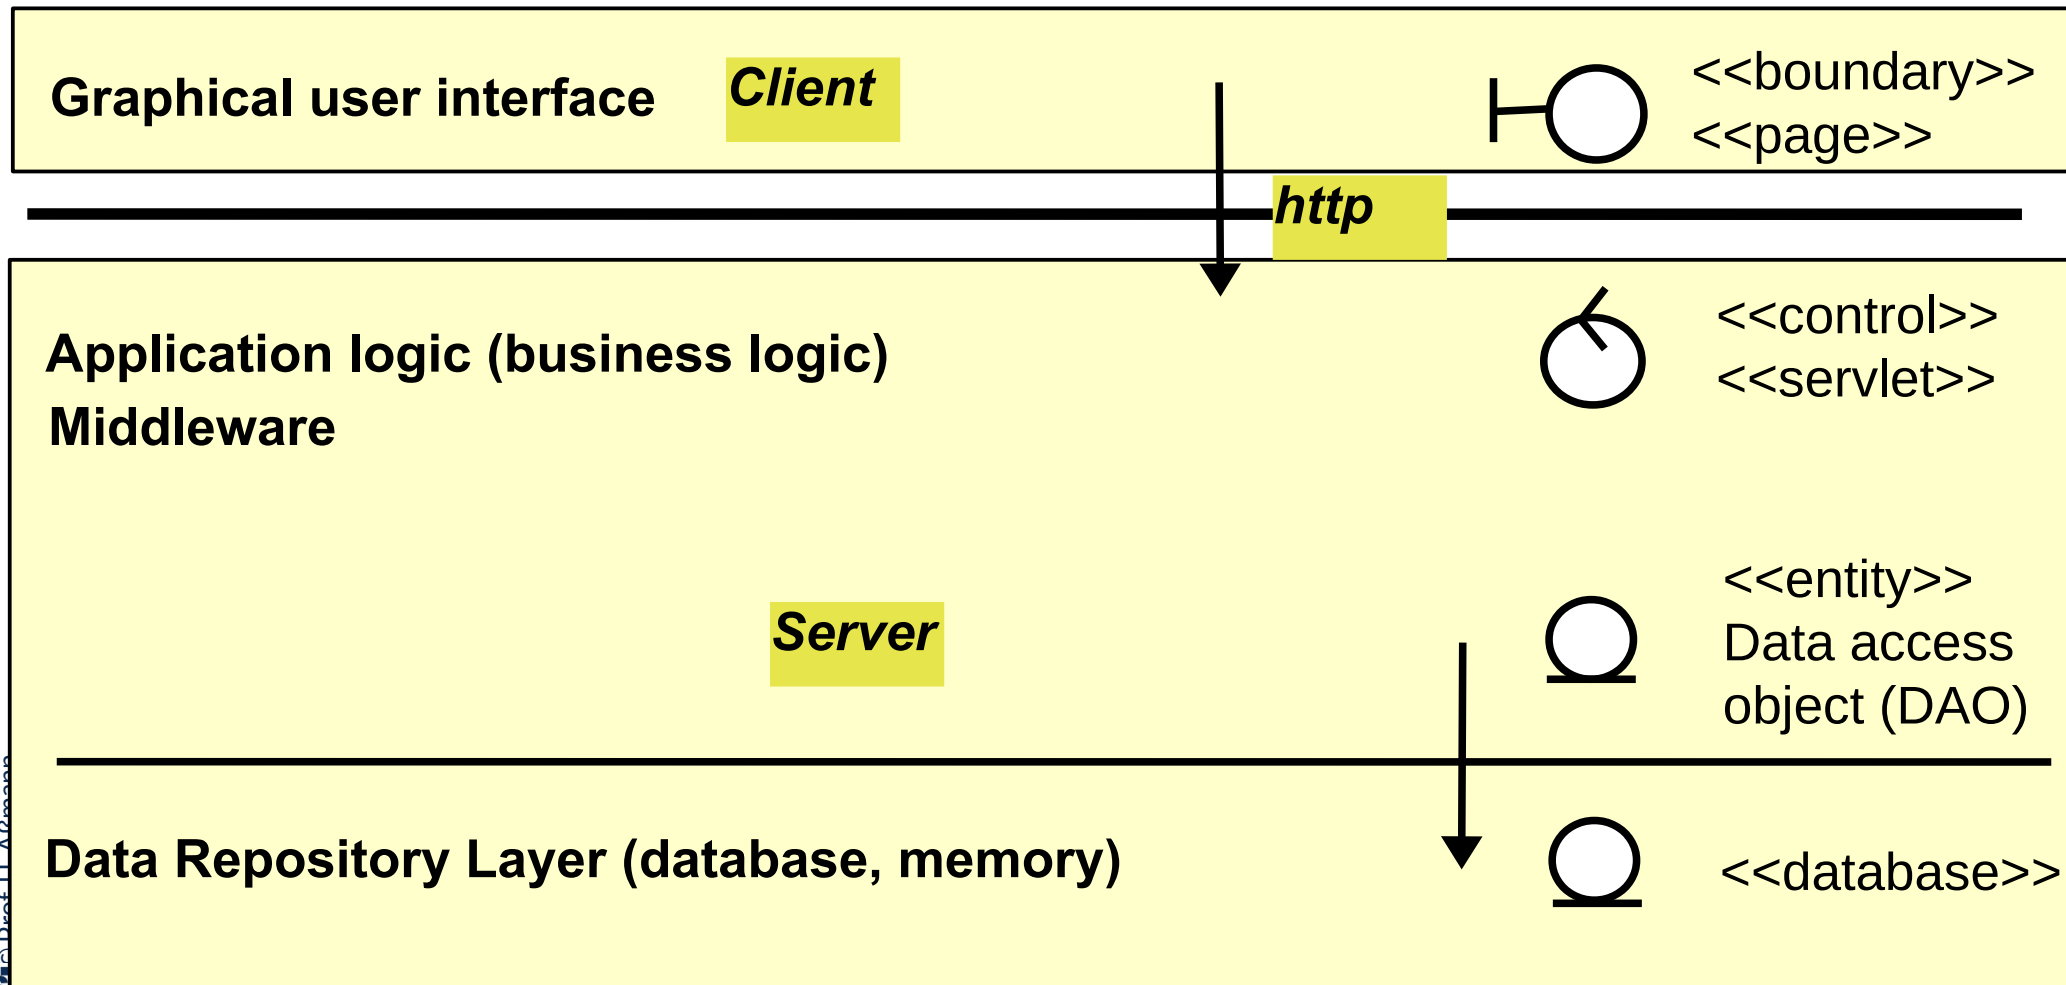 Graphical user interface
Client
<<boundary>>
<<page>>
http
Application logic (business logic)
Middleware
<<control>>
<<servlet>>
Server
<<entity>>
Data access
object (DAO)
Data Repository Layer (database, memory)
<<database>>